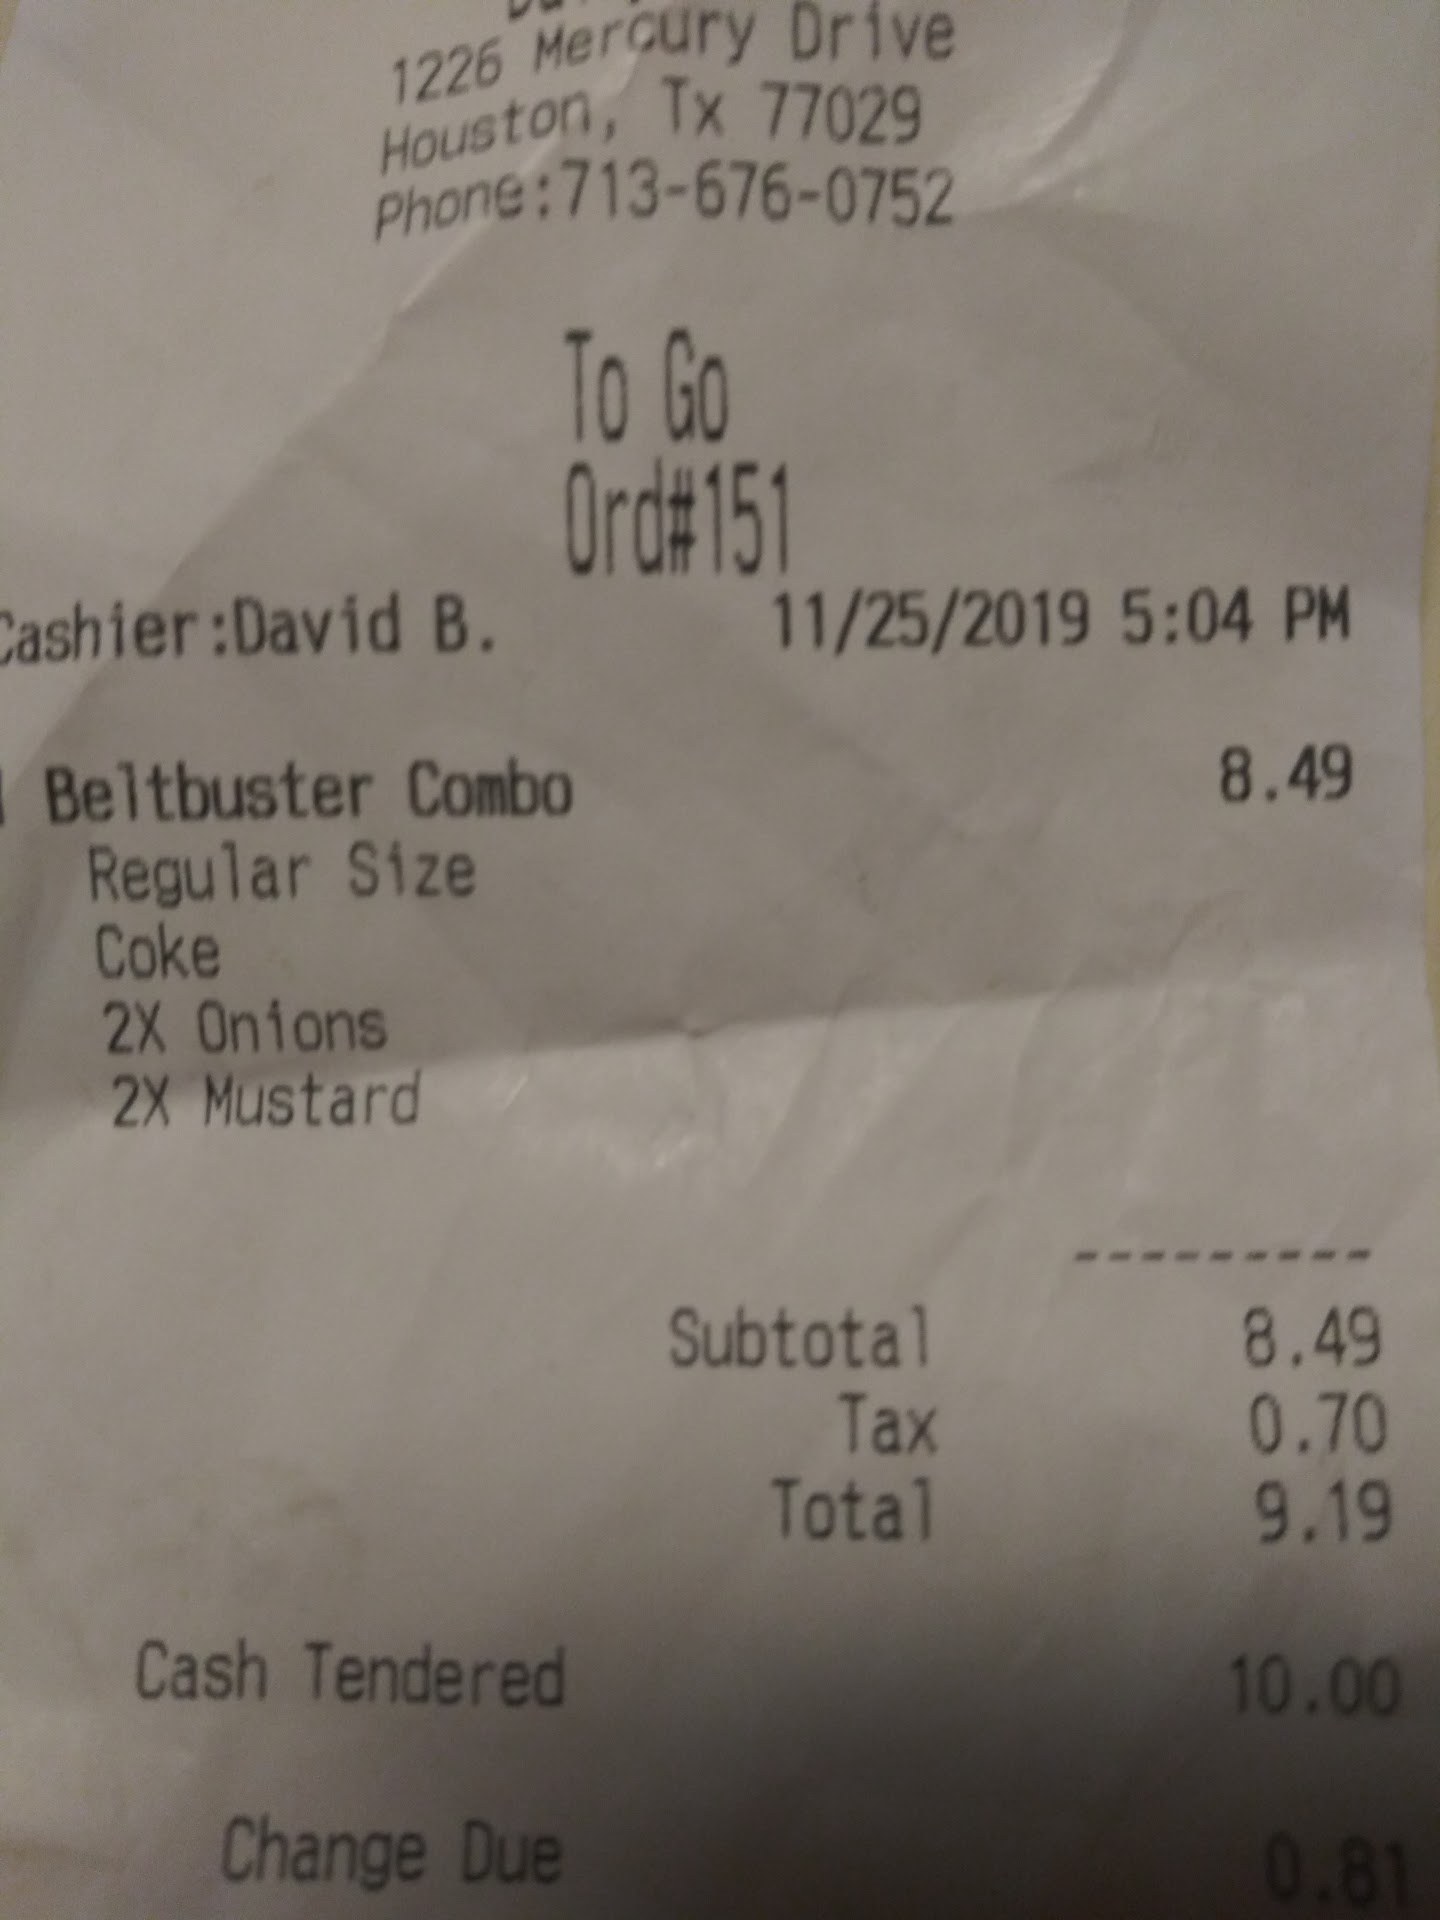 1226 Mercury Drive
Houston, Tx 77029
Phone:713-676-0752
To Go
Ord#151
Cashier:David B. 11/25/2019 5:04 PM
Beltbuster Combo 8.49
Regular Size
Coke
2X Onions
2X Mustard
---------
Subtotal 8.49
Tax 0.70
Total 9.19
Cash Tendered 10.00
Change Due 0.81